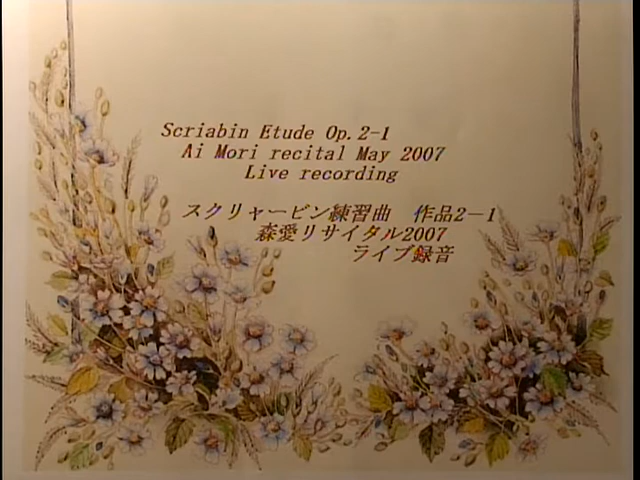 Scriabin Etude Op.2-1
Ai Mori recital May 2007
Live recording
スクリャービン練習曲　作品2－1
森愛リサイタル2007
ライブ録音